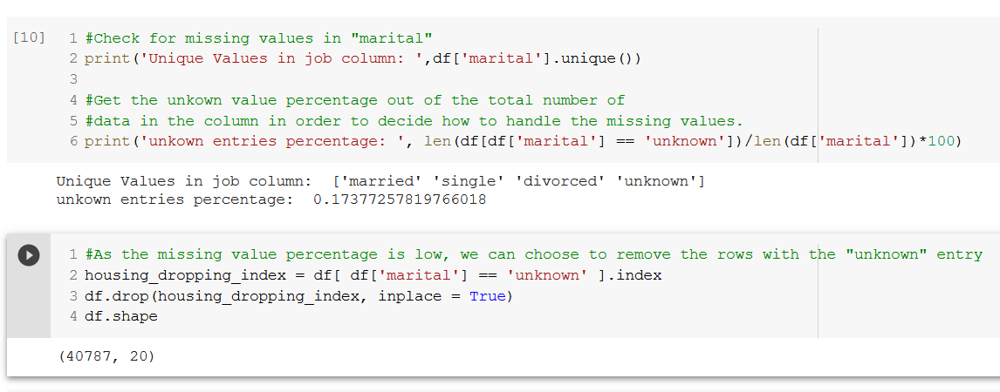 [10] 1 #Check for missing values in "marital"
2 print('Unique Values in job column: ',df['marital'].unique())
3
4 #Get the unkown value percentage out of the total number of
5 #data in the column in order to decide how to handle the missing values.
6 print('unkown entries percentage: ', len(df[df['marital'] == 'unknown'])/len(df['marital'])*100)
Unique Values in job column:  ['married' 'single' 'divorced' 'unknown']
unkown entries percentage:  0.17377257819766018
1 #As the missing value percentage is low, we can choose to remove the rows with the "unknown" entry
2 housing_dropping_index = df[ df['marital'] == 'unknown' ].index
3 df.drop(housing_dropping_index, inplace = True)
4 df.shape
(40787, 20)